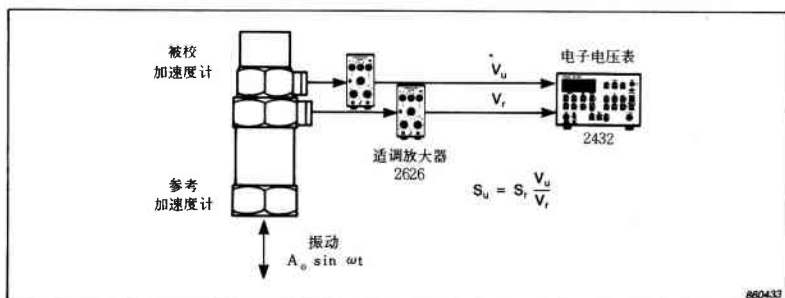 被校
加速度计
电子电压表
V_u
V_r
2432
适调放大器
2626
S_u = S_r V_u / V_r
参考
加速度计
振动
A_o sin ωt
860433